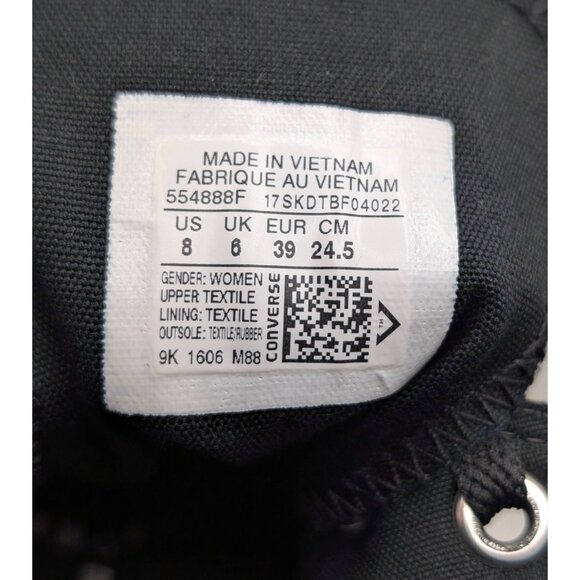 MADE IN VIETNAM
FABRIQUE AU VIETNAM
554888F 17SKDTBF04022
US UK EUR CM
8 6 39 24.5
GENDER: WOMEN
UPPER TEXTILE
LINING: TEXTILE
OUTSOLE: TEXTILE/RUBBER
9K 1606 M88
CONVERSE
TM